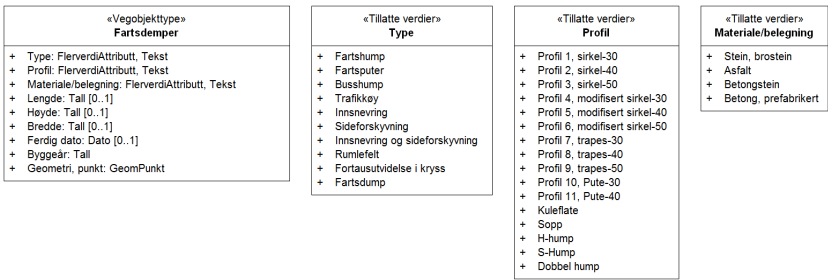 «Vegobjekttype»
Fartsdemper
+ Type: FlerverdiAttributt, Tekst
+ Profil: FlerverdiAttributt, Tekst
+ Materiale/belegning: FlerverdiAttributt, Tekst
+ Lengde: Tall [0..1]
+ Høyde: Tall [0..1]
+ Bredde: Tall [0..1]
+ Ferdig dato: Dato [0..1]
+ Byggeår: Tall
+ Geometri, punkt: GeomPunkt
«Tillatte verdier»
Type
+ Fartshump
+ Fartsputer
+ Busshump
+ Trafikkøy
+ Innsnevring
+ Sideforskyvning
+ Innsnevring og sideforskyvning
+ Rumlefelt
+ Fortausutvidelse i kryss
+ Fartsdump
«Tillatte verdier»
Profil
+ Profil 1, sirkel-30
+ Profil 2, sirkel-40
+ Profil 3, sirkel-50
+ Profil 4, modifisert sirkel-30
+ Profil 5, modifisert sirkel-40
+ Profil 6, modifisert sirkel-50
+ Profil 7, trapes-30
+ Profil 8, trapes-40
+ Profil 9, trapes-50
+ Profil 10, Pute-30
+ Profil 11, Pute-40
+ Kuleflate
+ Sopp
+ H-hump
+ S-Hump
+ Dobbel hump
«Tillatte verdier»
Materiale/belegning
+ Stein, brostein
+ Asfalt
+ Betongstein
+ Betong, prefabrikert